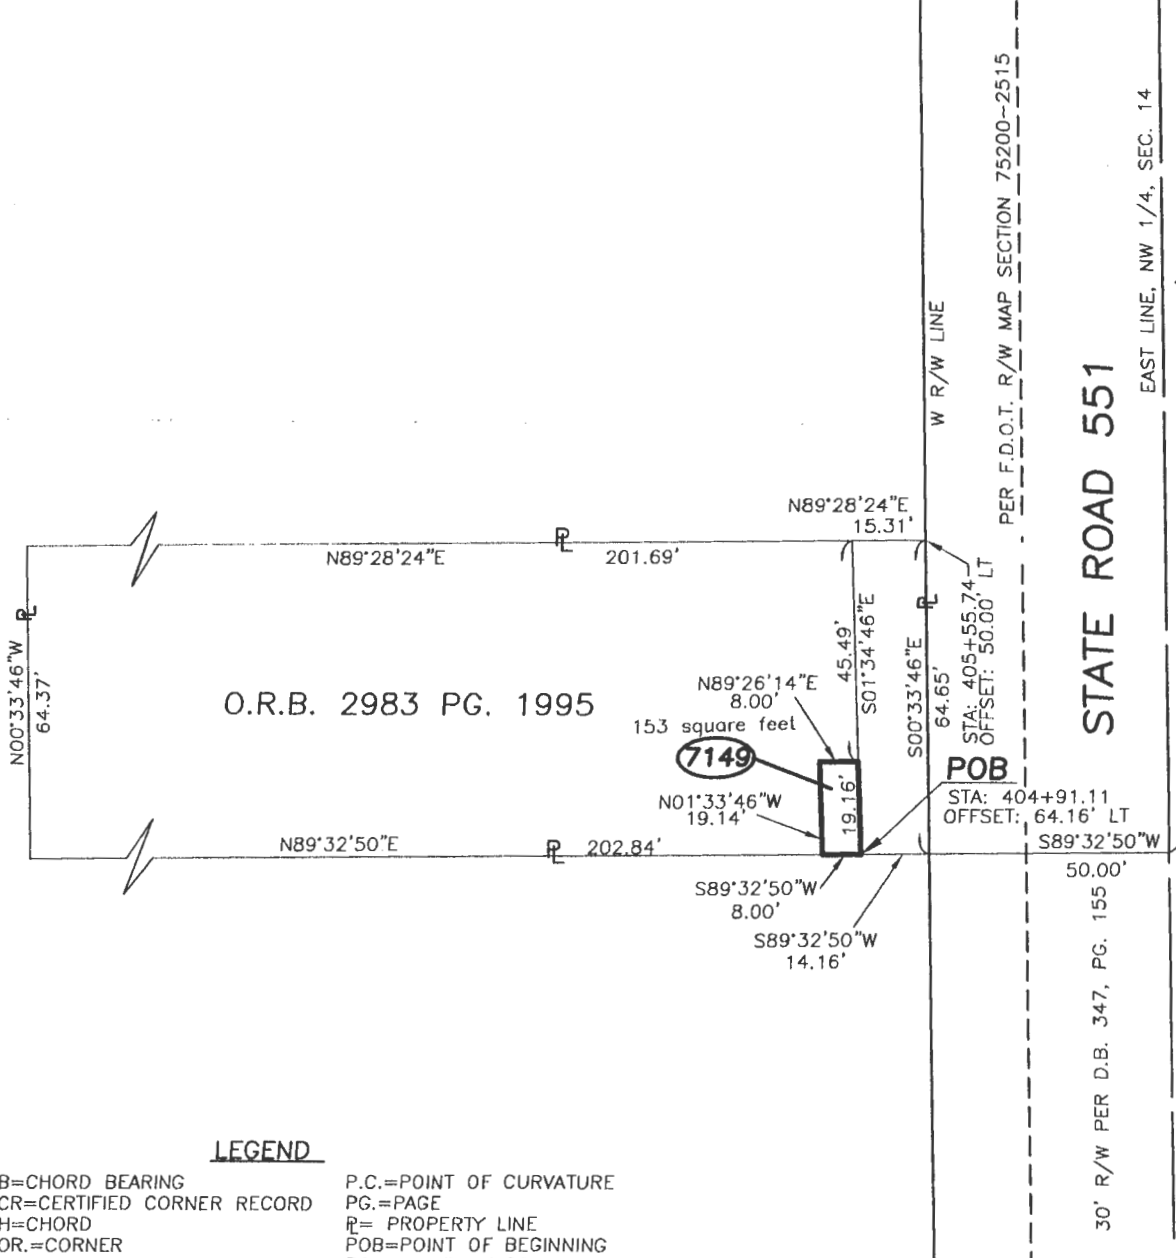 PER F.D.O.T. R/W MAP SECTION 75200-2515
EAST LINE, NW 1/4, SEC. 14
W R/W LINE
STATE ROAD 551
N89°28'24"E
15.31'
N89°28'24"E
201.69'
STA: 405+55.74
OFFSET: 50.00' LT
N00°33'46"W
64.37'
45.49'
S01°34'46"E
S00°33'46"E
64.65'
O.R.B. 2983 PG. 1995
N89°26'14"E
8.00'
153 square feet
7149
POB
STA: 404+91.11
OFFSET: 64.16' LT
N01°33'46"W
19.14'
19.16'
N89°32'50"E
202.84'
S89°32'50"W
50.00'
S89°32'50"W
8.00'
S89°32'50"W
14.16'
30' R/W PER D.B. 347, PG. 155
LEGEND
B=CHORD BEARING
CR=CERTIFIED CORNER RECORD
H=CHORD
OR.=CORNER
P.C.=POINT OF CURVATURE
PG.=PAGE
PL= PROPERTY LINE
POB=POINT OF BEGINNING